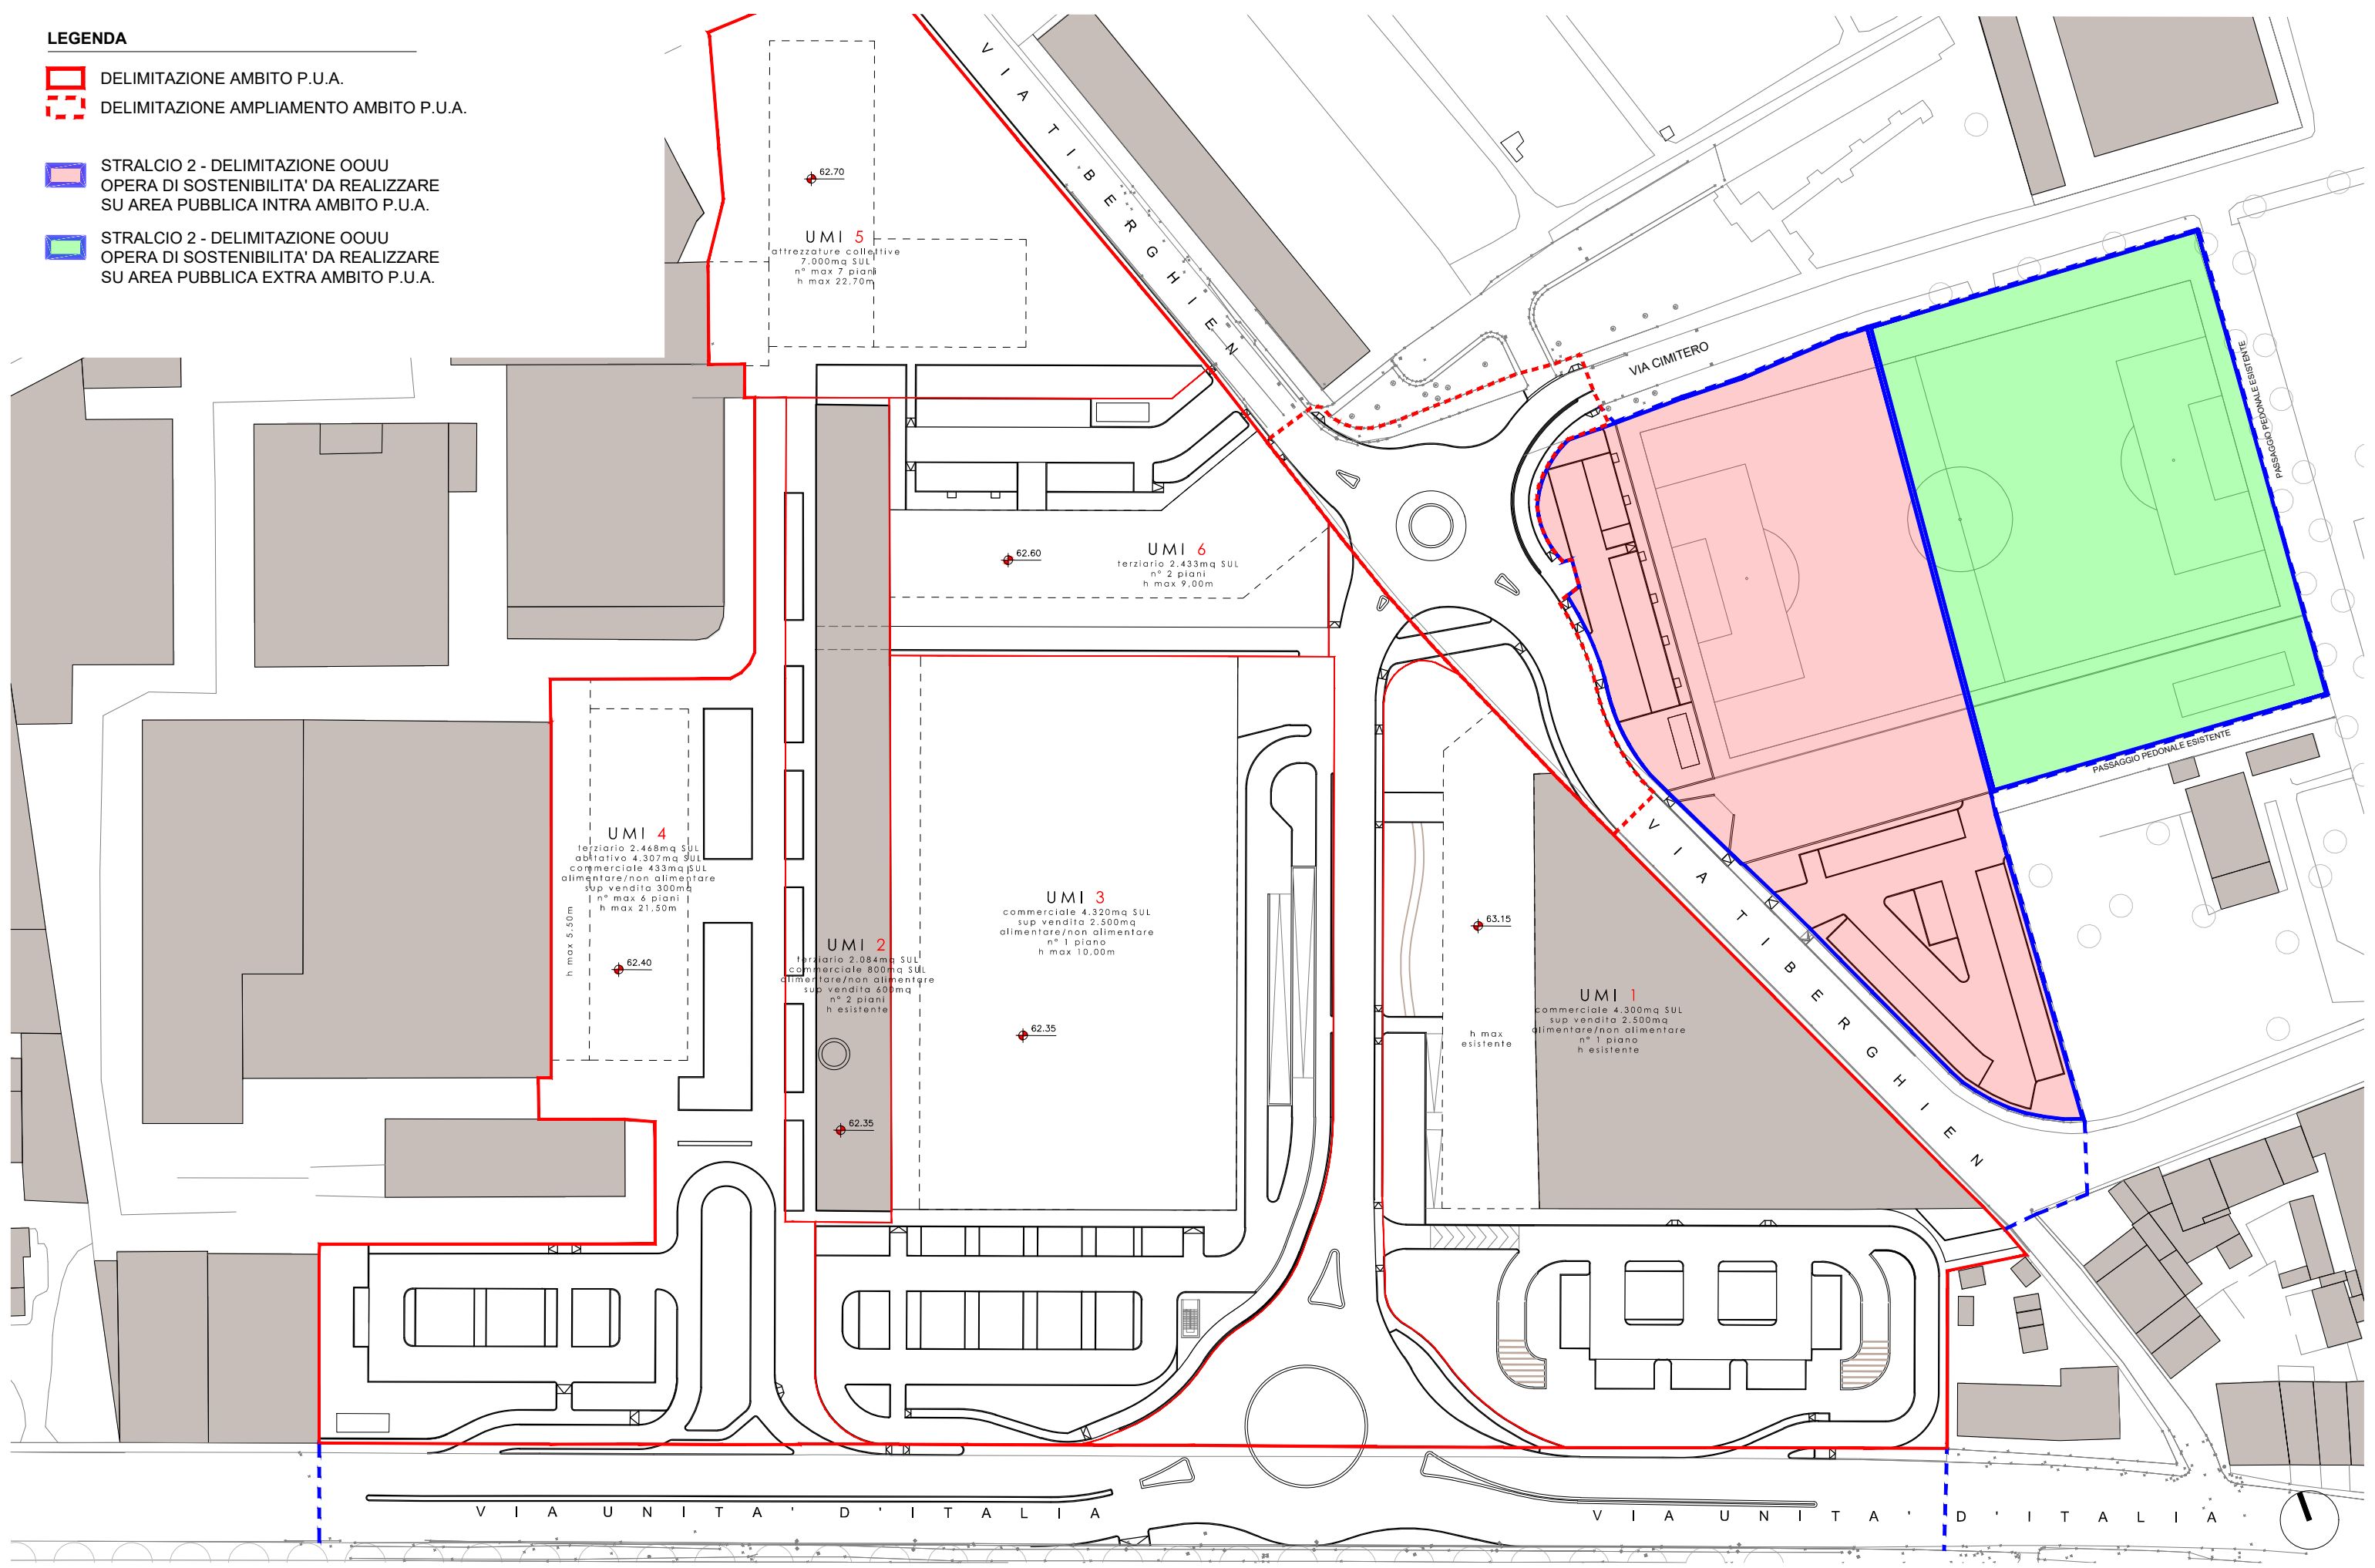 LEGENDA
DELIMITAZIONE AMBITO P.U.A.
DELIMITAZIONE AMPLIAMENTO AMBITO P.U.A.
STRALCIO 2 - DELIMITAZIONE OOUU
OPERA DI SOSTENIBILITA' DA REALIZZARE
SU AREA PUBBLICA INTRA AMBITO P.U.A.
STRALCIO 2 - DELIMITAZIONE OOUU
OPERA DI SOSTENIBILITA' DA REALIZZARE
SU AREA PUBBLICA EXTRA AMBITO P.U.A.
VIA TIBERGHIEN
62.70
UMI 5
attrezzature collettive
7.000mq SUL
n° max 7 piani
h max 22,70m
VIA CIMITERO
PASSAGGIO PEDONALE ESISTENTE
62.60
UMI 6
terziario 2.433mq SUL
n° 2 piani
h max 9,00m
PASSAGGIO PEDONALE ESISTENTE
UMI 4
terziario 2.468mq SUL
abitativo 4.307mq SUL
commerciale 433mq SUL
alimentare/non alimentare
sup vendita 300mq
n° max 6 piani
h max 21,50m
h max 5.50m
62.40
UMI 2
terziario 2.084mq SUL
commerciale 800mq SUL
alimentare/non alimentare
sup vendita 600mq
n° 2 piani
h esistente
62.35
UMI 3
commerciale 4.320mq SUL
sup vendita 2.500mq
alimentare/non alimentare
n° 1 piano
h max 10,00m
62.35
63.15
h max
esistente
UMI 1
commerciale 4.300mq SUL
sup vendita 2.500mq
alimentare/non alimentare
n° 1 piano
h esistente
VIA TIBERGHIEN
VIA UNITA' D'ITALIA
VIA UNITA' D'ITALIA